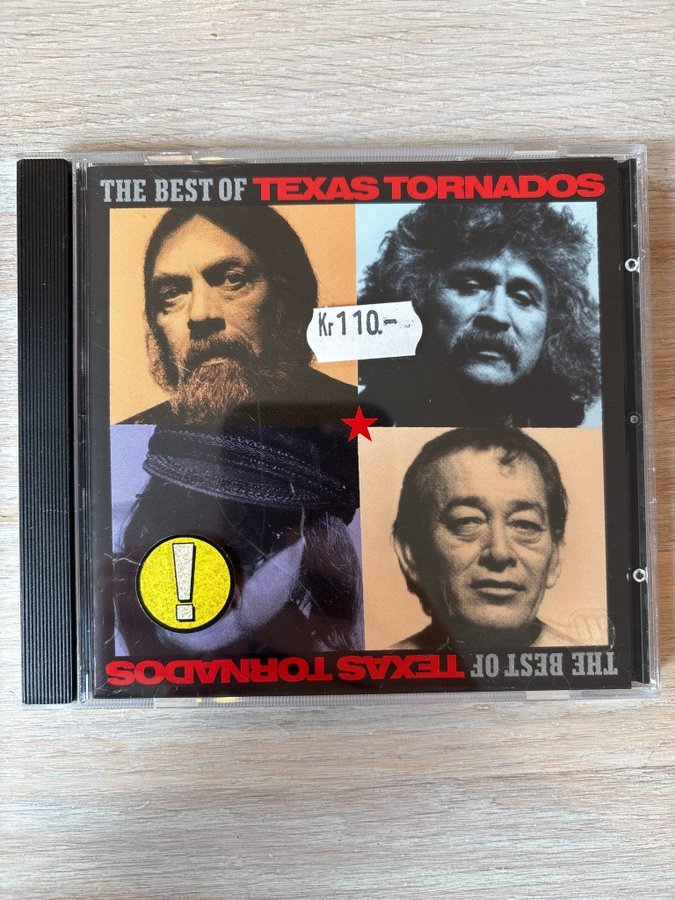 THE BEST OF TEXAS TORNADOS
Kr 110.-
!
THE BEST OF TEXAS TORNADOS